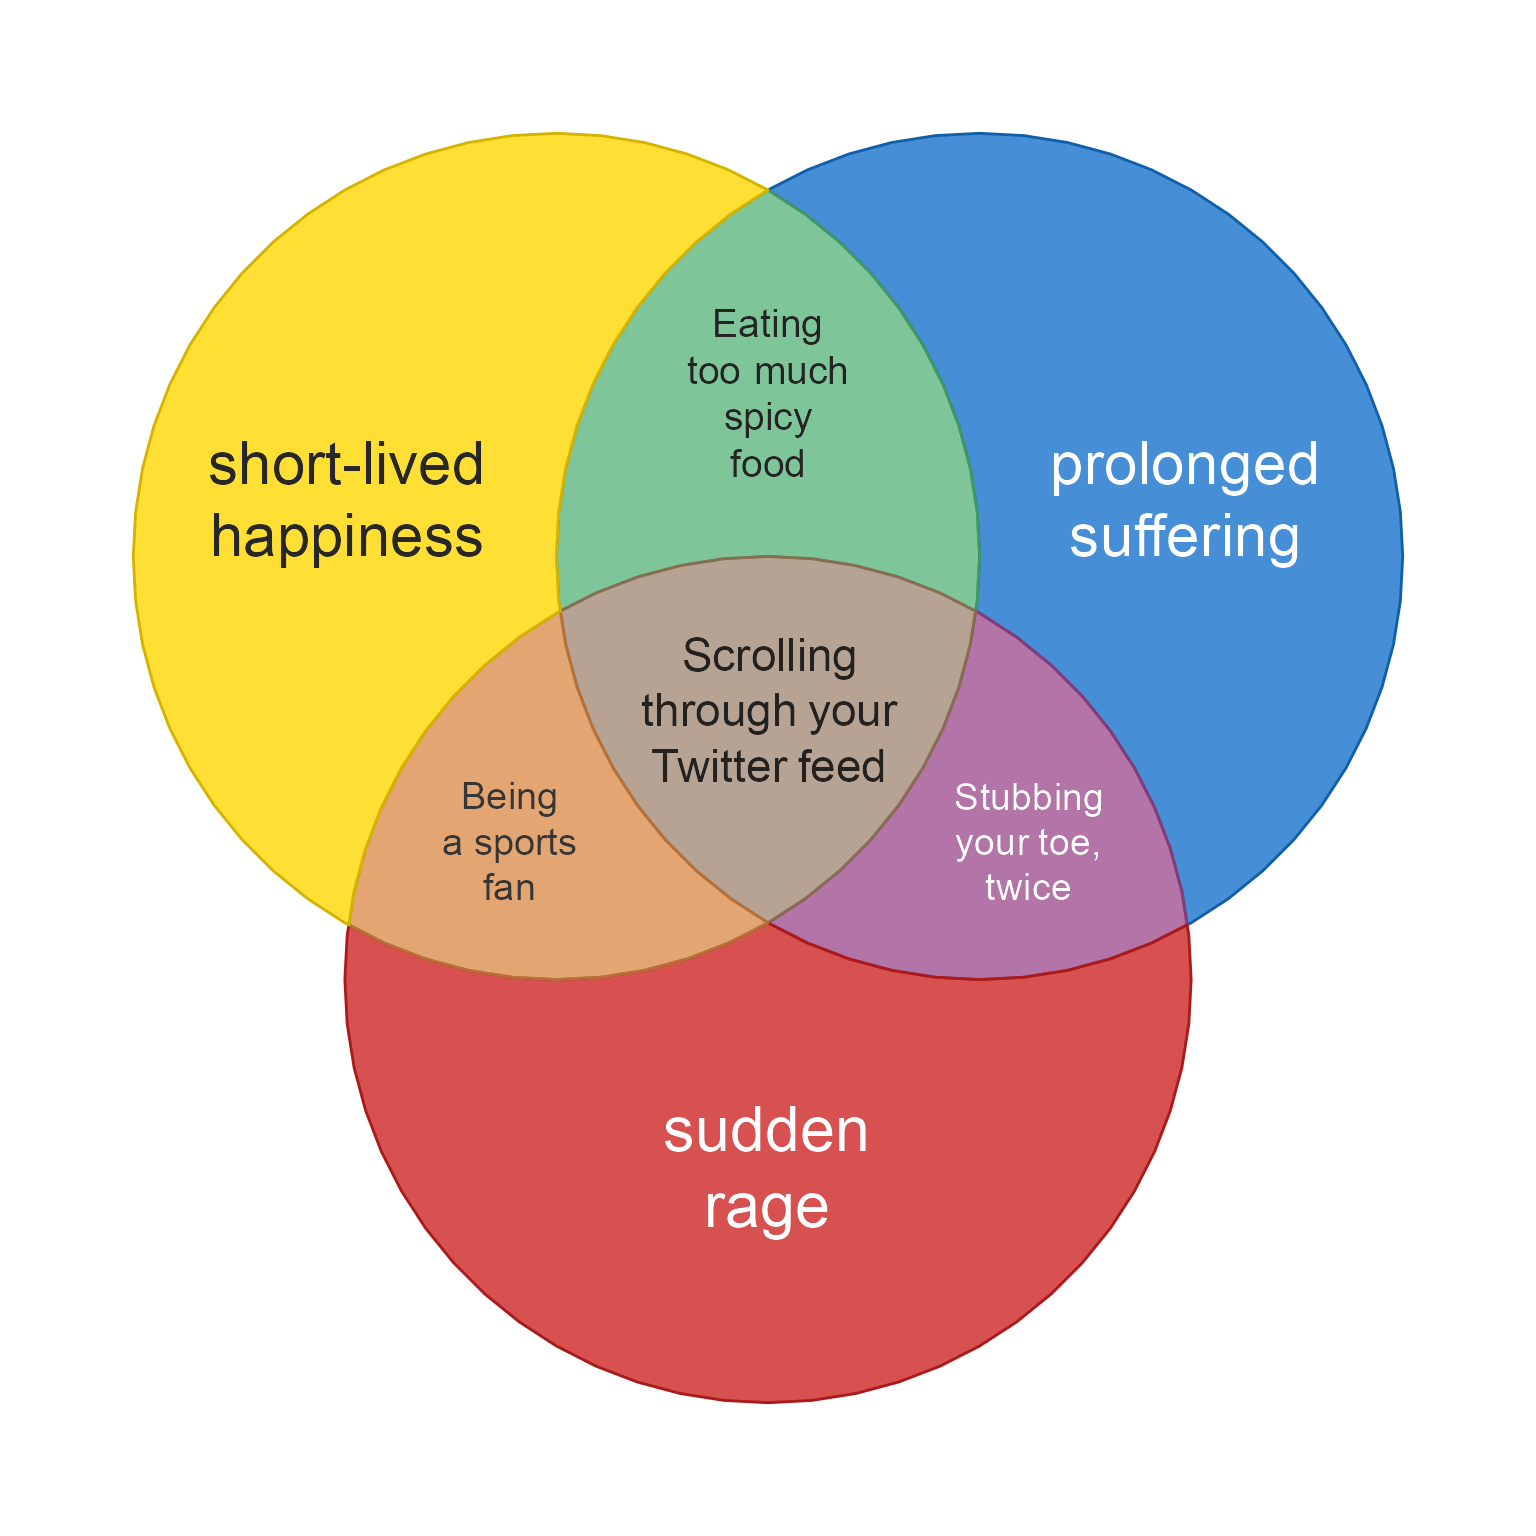 Eating
too much
spicy
food
short-lived
happiness
prolonged
suffering
Scrolling
through your
Twitter feed
Being
a sports
fan
Stubbing
your toe,
twice
sudden
rage